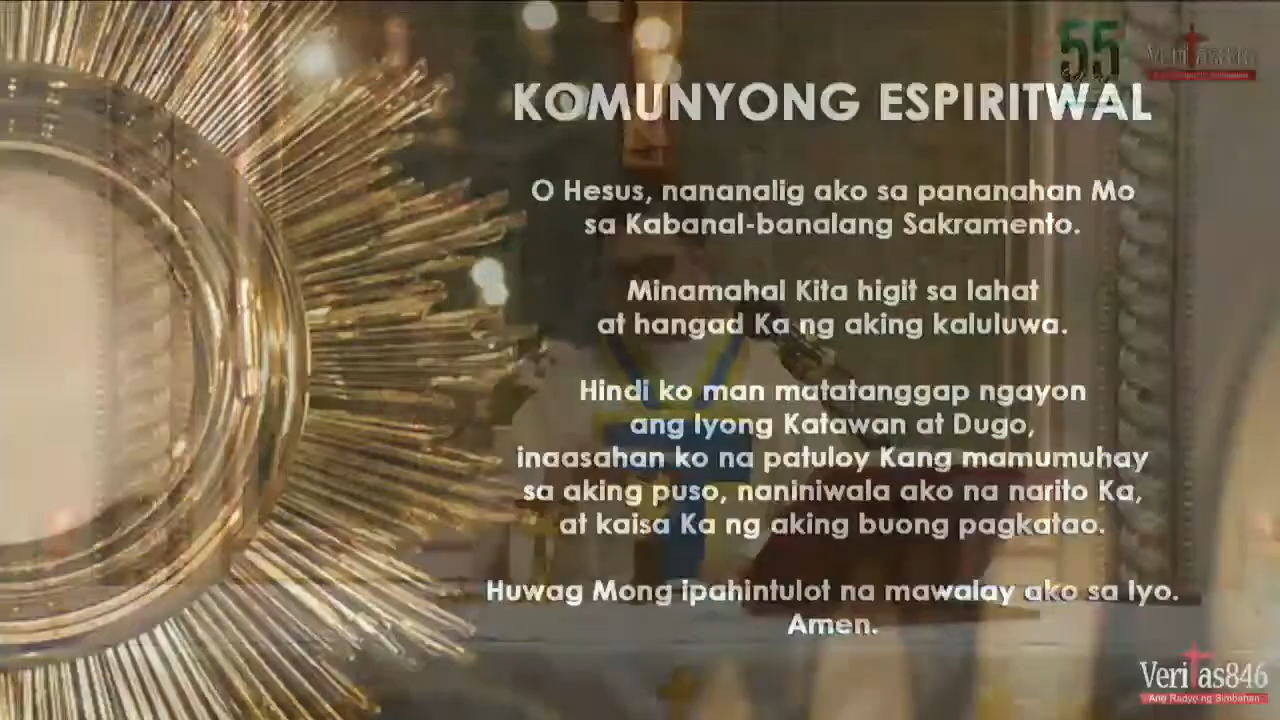 55
Veritas846
KOMUNYONG ESPIRITWAL
O Hesus, nananalig ako sa pananahan Mo
sa Kabanal-banalang Sakramento.
Minamahal Kita higit sa lahat
at hangad Ka ng aking kaluluwa.
Hindi ko man matatanggap ngayon
ang Iyong Katawan at Dugo,
inaasahan ko na patuloy Kang mamumuhay
sa aking puso, naniniwala ako na narito Ka,
at kaisa Ka ng aking buong pagkatao.
Huwag Mong ipahintulot na mawalay ako sa Iyo.
Amen.
Veritas846
Ang Radyo ng Simbahan